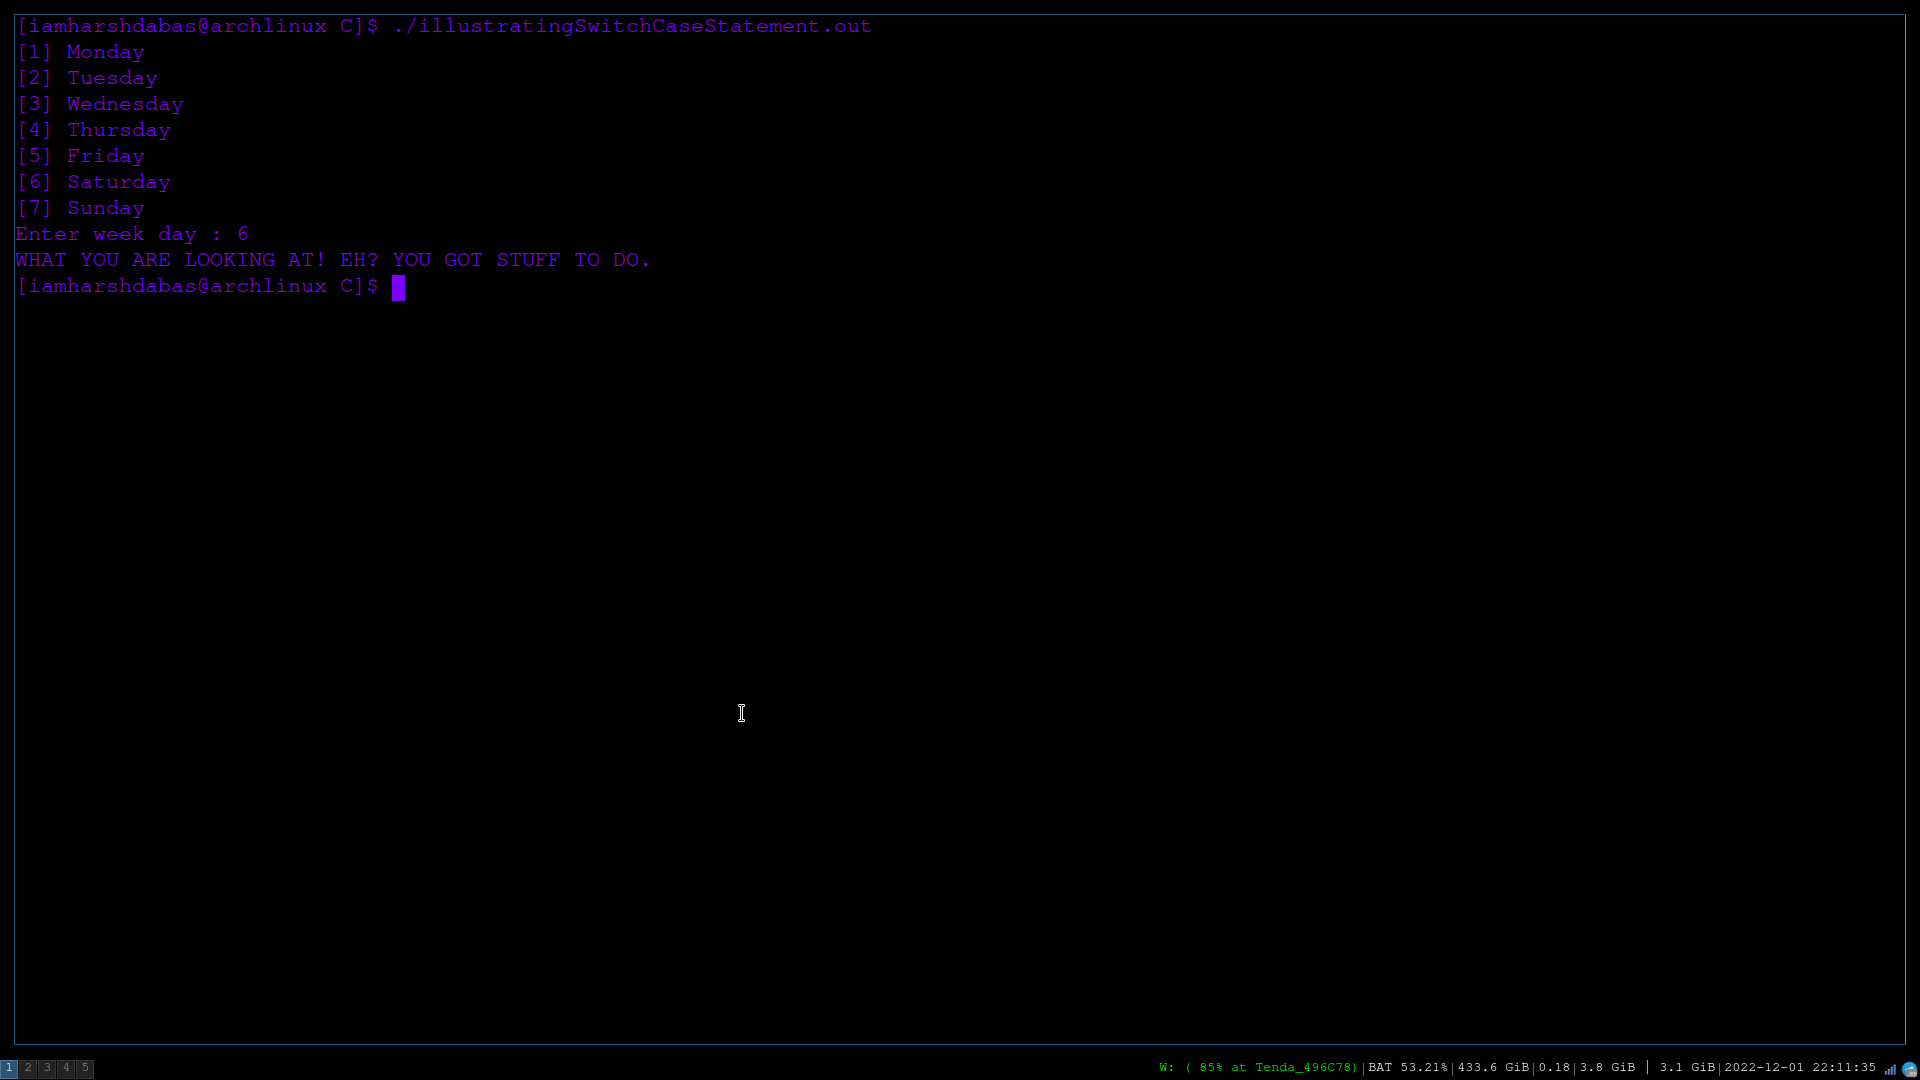 [iamharshdabas@archlinux C]$ ./illustratingSwitchCaseStatement.out
[1] Monday
[2] Tuesday
[3] Wednesday
[4] Thursday
[5] Friday
[6] Saturday
[7] Sunday
Enter week day : 6
WHAT YOU ARE LOOKING AT! EH? YOU GOT STUFF TO DO.
[iamharshdabas@archlinux C]$
1 2 3 4 5 W: ( 85% at Tenda_496C78)|BAT 53.21%|433.6 GiB|0.18|3.8 GiB | 3.1 GiB|2022-12-01 22:11:35